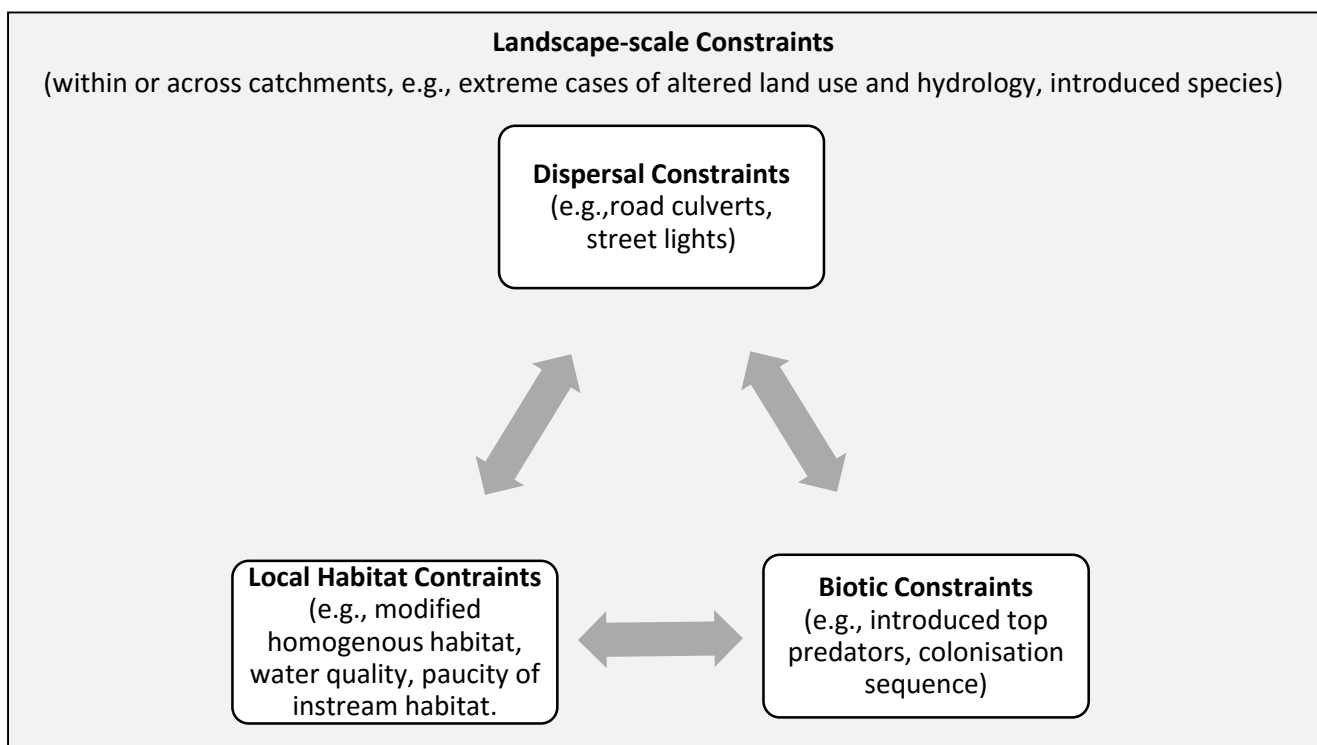 Landscape-scale Constraints
(within or across catchments, e.g., extreme cases of altered land use and hydrology, introduced species)
Dispersal Constraints
(e.g.,road culverts,
street lights)
Local Habitat Contraints
(e.g., modified
homogenous habitat,
water quality, paucity of
instream habitat.
Biotic Constraints
(e.g., introduced top
predators, colonisation
sequence)